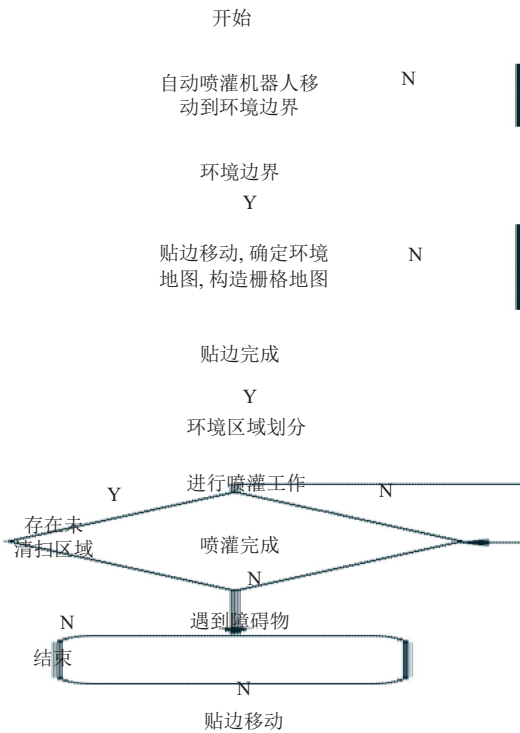 开始
自动喷灌机器人移
动到环境边界
N
环境边界
Y
贴边移动, 确定环境
地图, 构造栅格地图
N
贴边完成
Y
环境区域划分
进行喷灌工作
Y
N
存在未
清扫区域
喷灌完成
N
遇到障碍物
N
结束
N
贴边移动